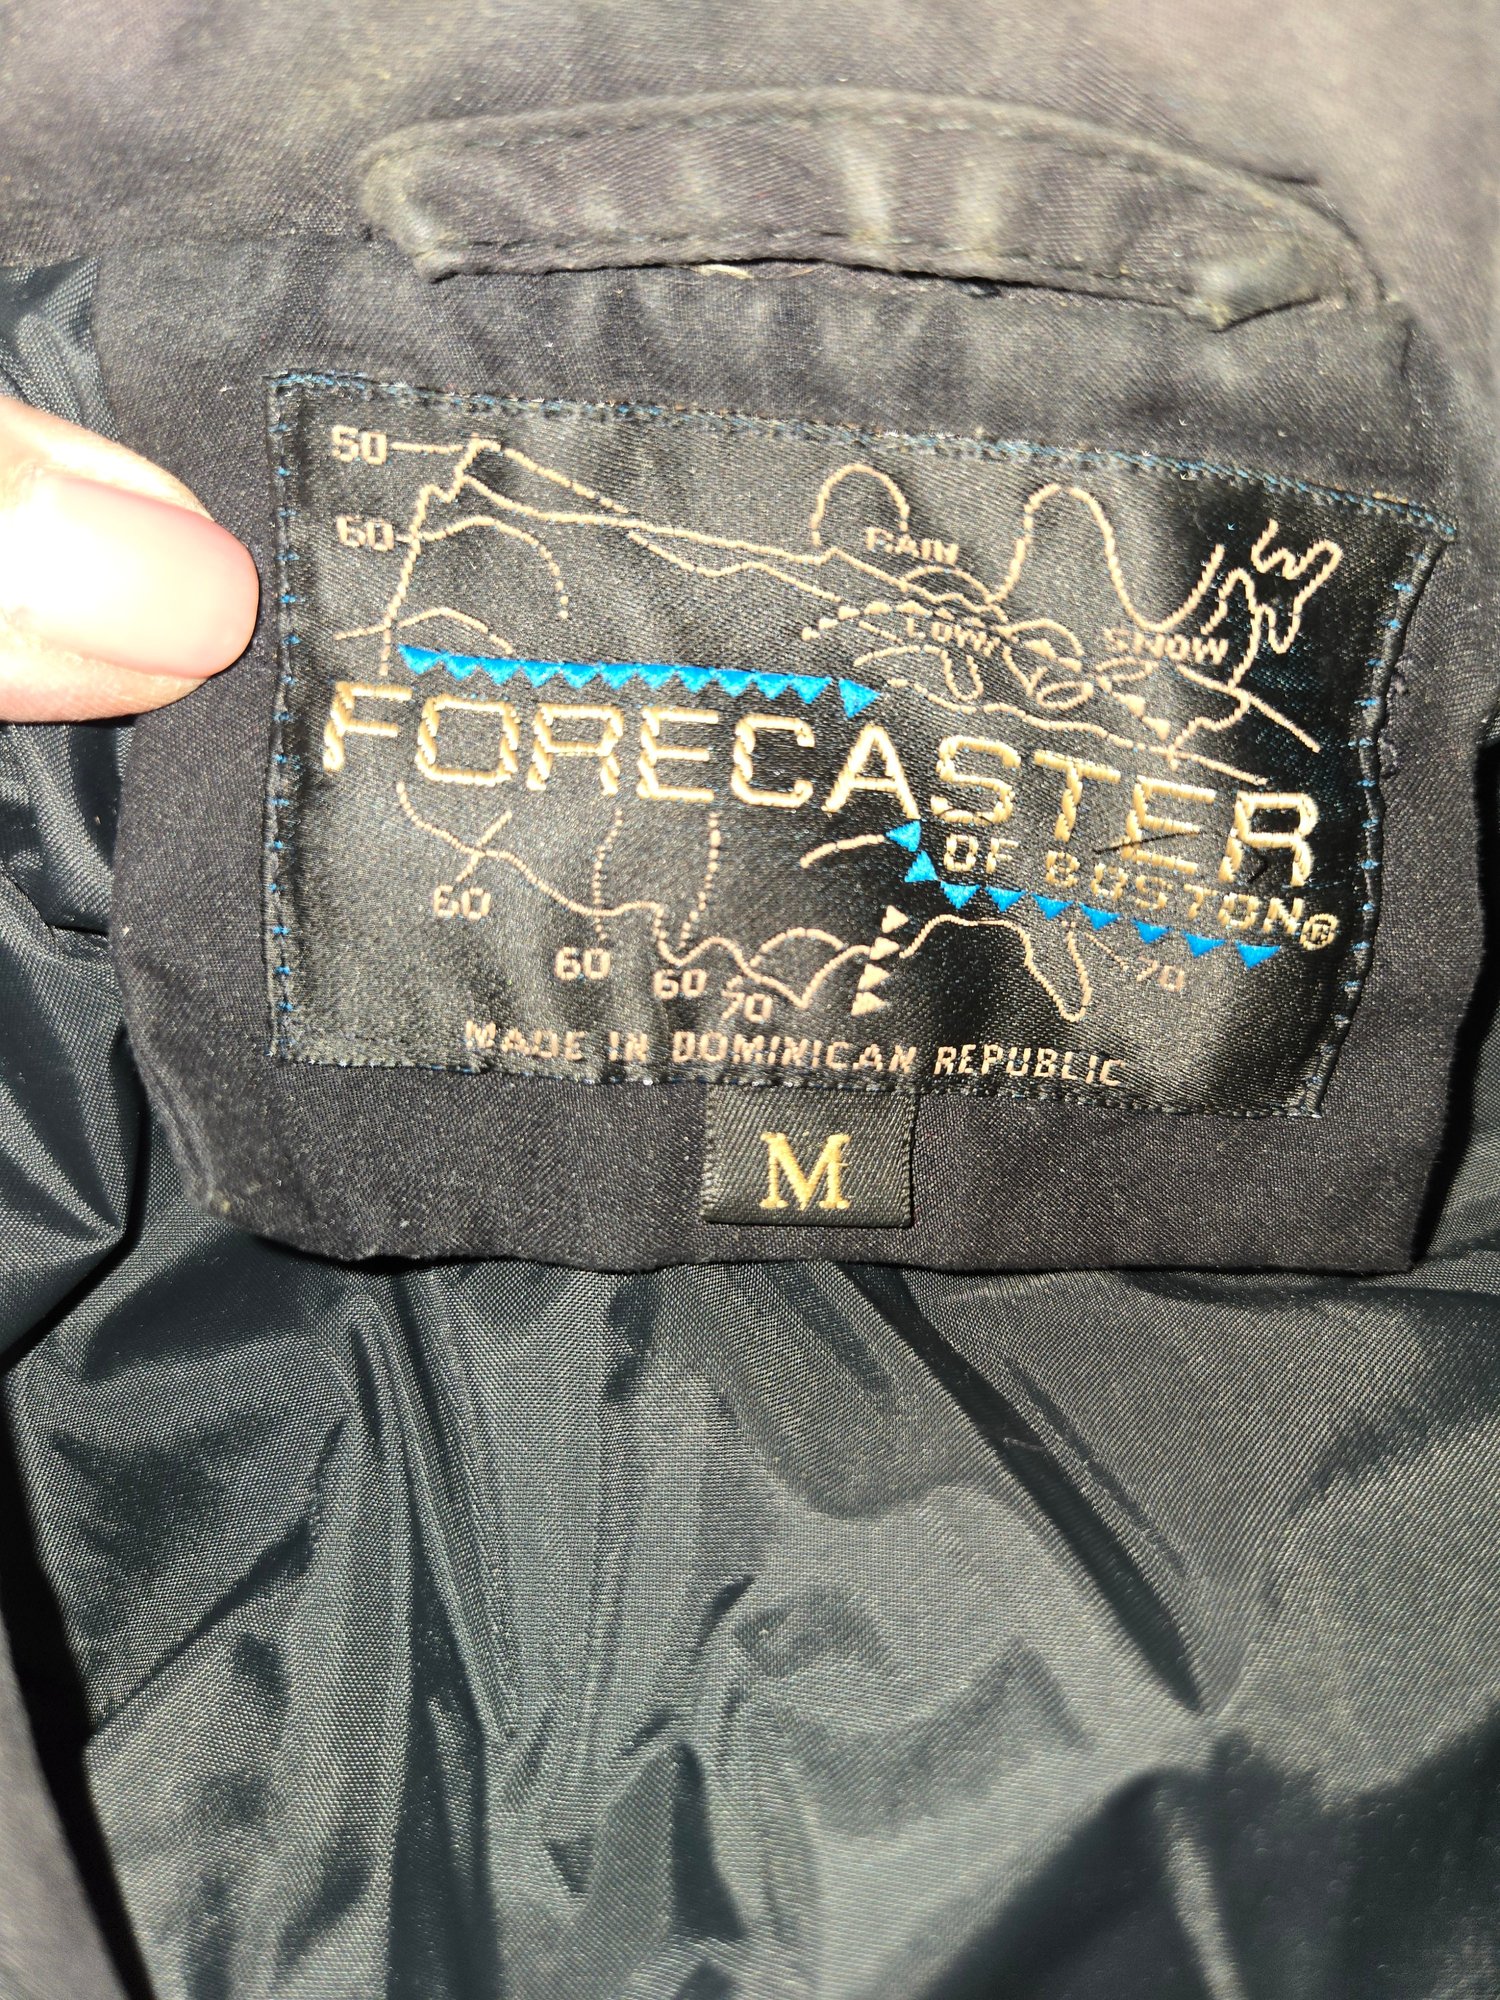 50
60
RAIN
LOW
SNOW
FORECASTER
OF BOSTON®
60
60
60
70
70
MADE IN DOMINICAN REPUBLIC
M